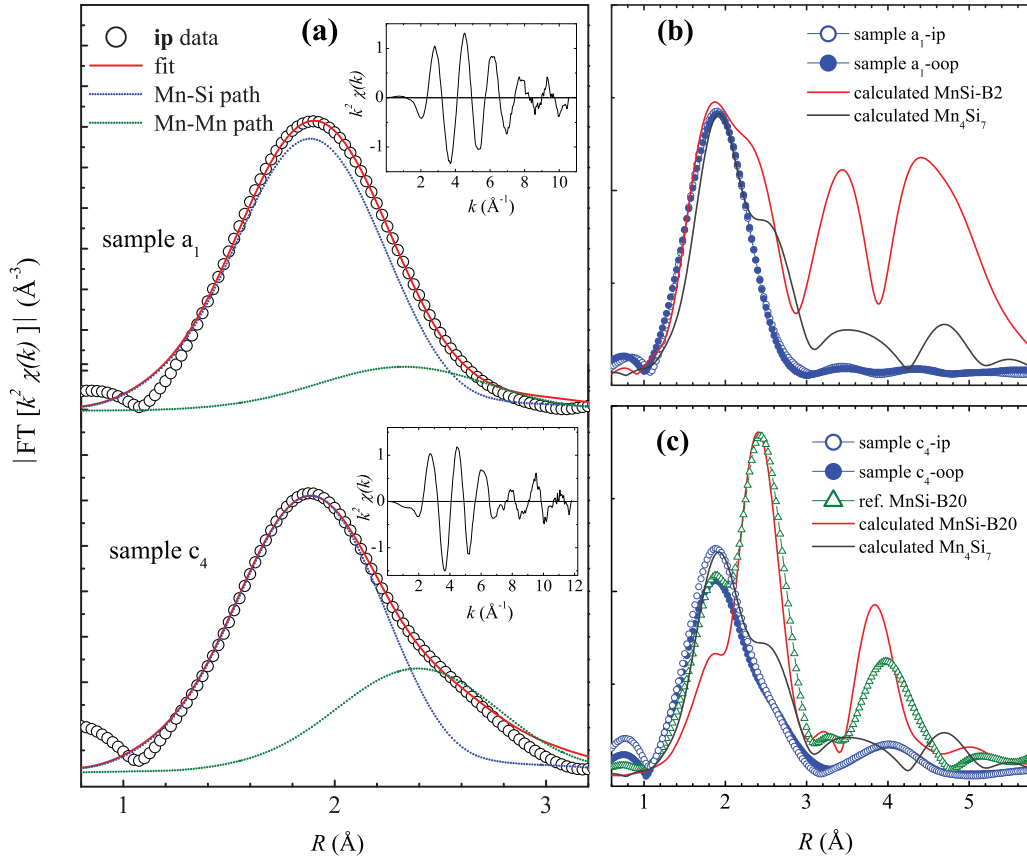 (a)
ip data
fit
Mn-Si path
Mn-Mn path
sample a1
k2 χ(k)
1
0
-1
2 4 6 8 10
k (Å-1)
sample c4
k2 χ(k)
1
0
-1
2 4 6 8 10 12
k (Å-1)
|FT [k2 χ(k) ]| (Å-3)
1 2 3
R (Å)
(b)
sample a1-ip
sample a1-oop
calculated MnSi-B2
calculated Mn4Si7
(c)
sample c4-ip
sample c4-oop
ref. MnSi-B20
calculated MnSi-B20
calculated Mn4Si7
1 2 3 4 5
R (Å)